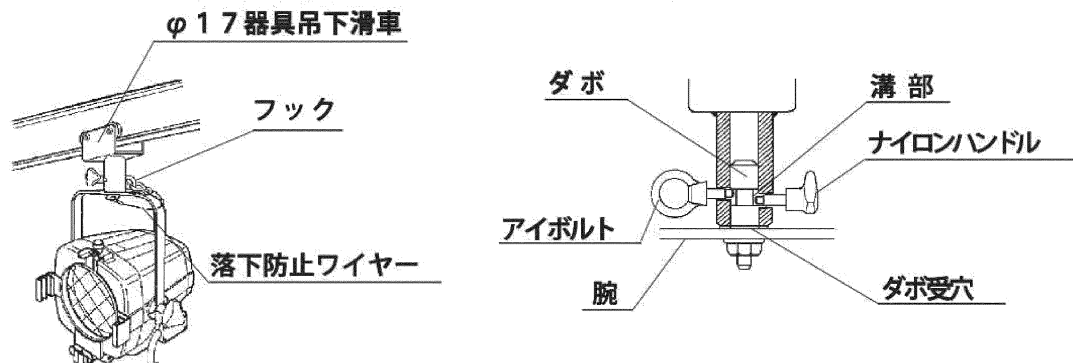 φ１７器具吊下滑車
フック
落下防止ワイヤー
ダボ
溝部
ナイロンハンドル
アイボルト
腕
ダボ受穴